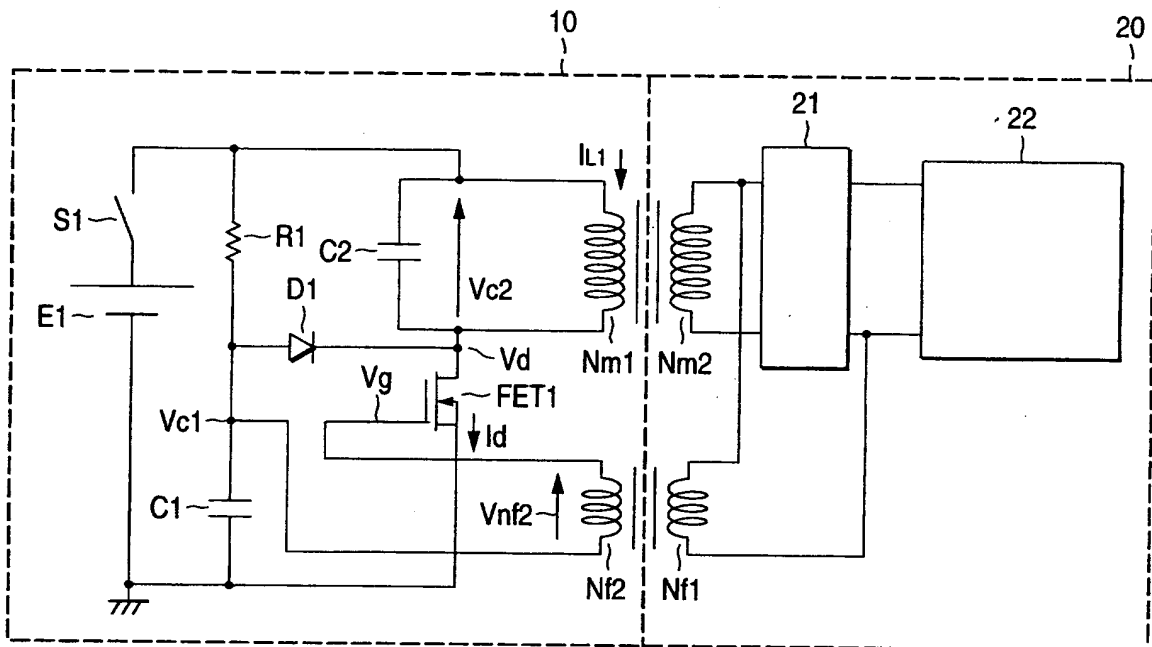 10
20
21
22
S1
E1
R1
D1
C2
IL1
Vc2
Vd
Nm1
Nm2
Vg
FET1
Id
Vc1
C1
Vnf2
Nf2
Nf1